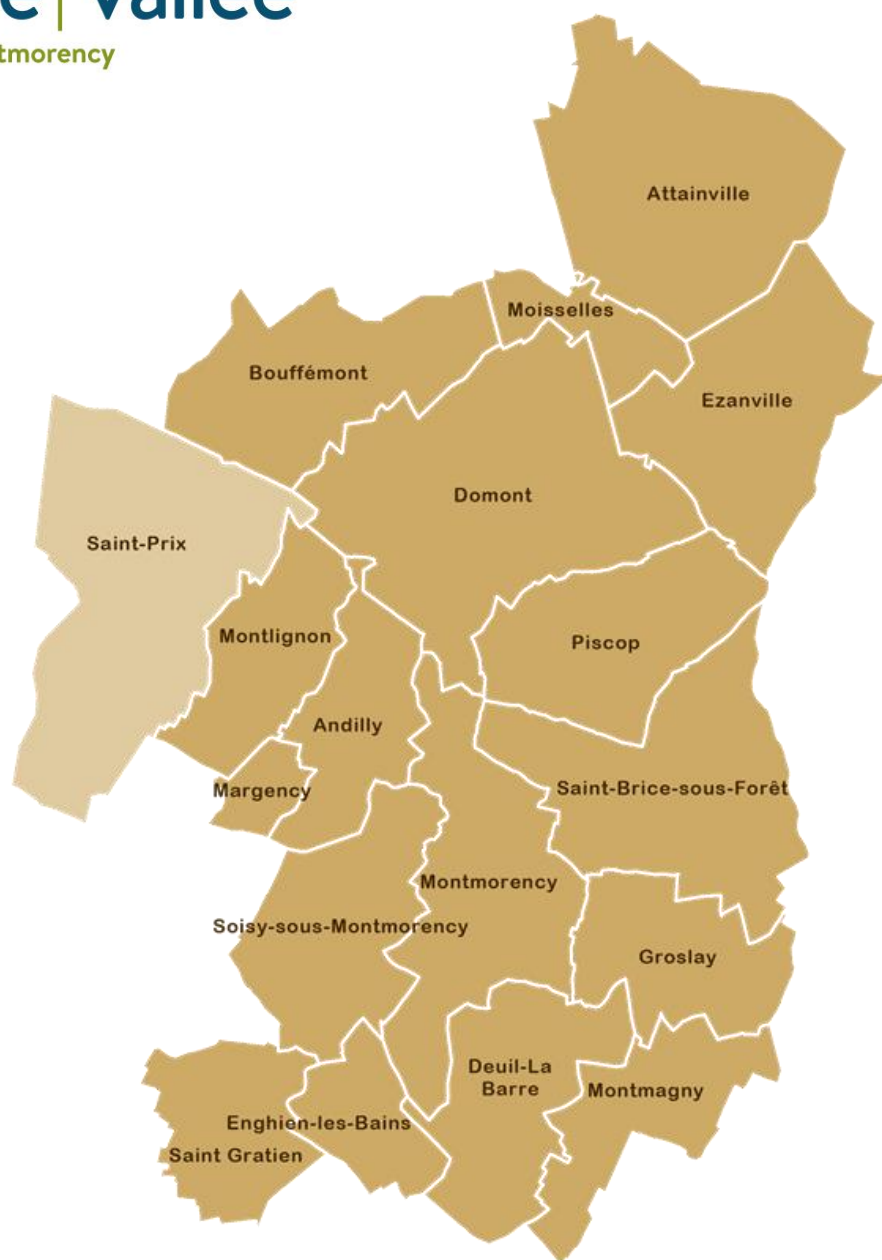 Vallée
Attainville
Moisselles
Bouffémont
Ezanville
Domont
Saint-Prix
Montlignon
Piscop
Andilly
Margency
Saint-Brice-sous-Forêt
Montmorency
Soisy-sous-Montmorency
Groslay
Deuil-La
Barre
Montmagny
Enghien-les-Bains
Saint Gratien